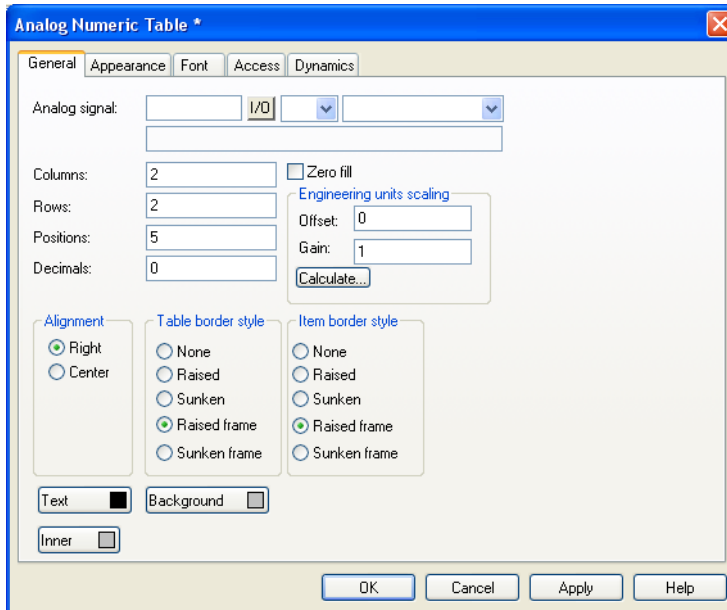 Analog Numeric Table *
General Appearance Font Access Dynamics
Analog signal: I/O
Columns: 2 Zero fill
Engineering units scaling
Rows: 2
Offset: 0
Positions: 5
Gain: 1
Decimals: 0
Calculate...
Alignment Table border style Item border style
Right None None
Center Raised Raised
Sunken Sunken
Raised frame Raised frame
Sunken frame Sunken frame
Text Background
Inner
OK Cancel Apply Help